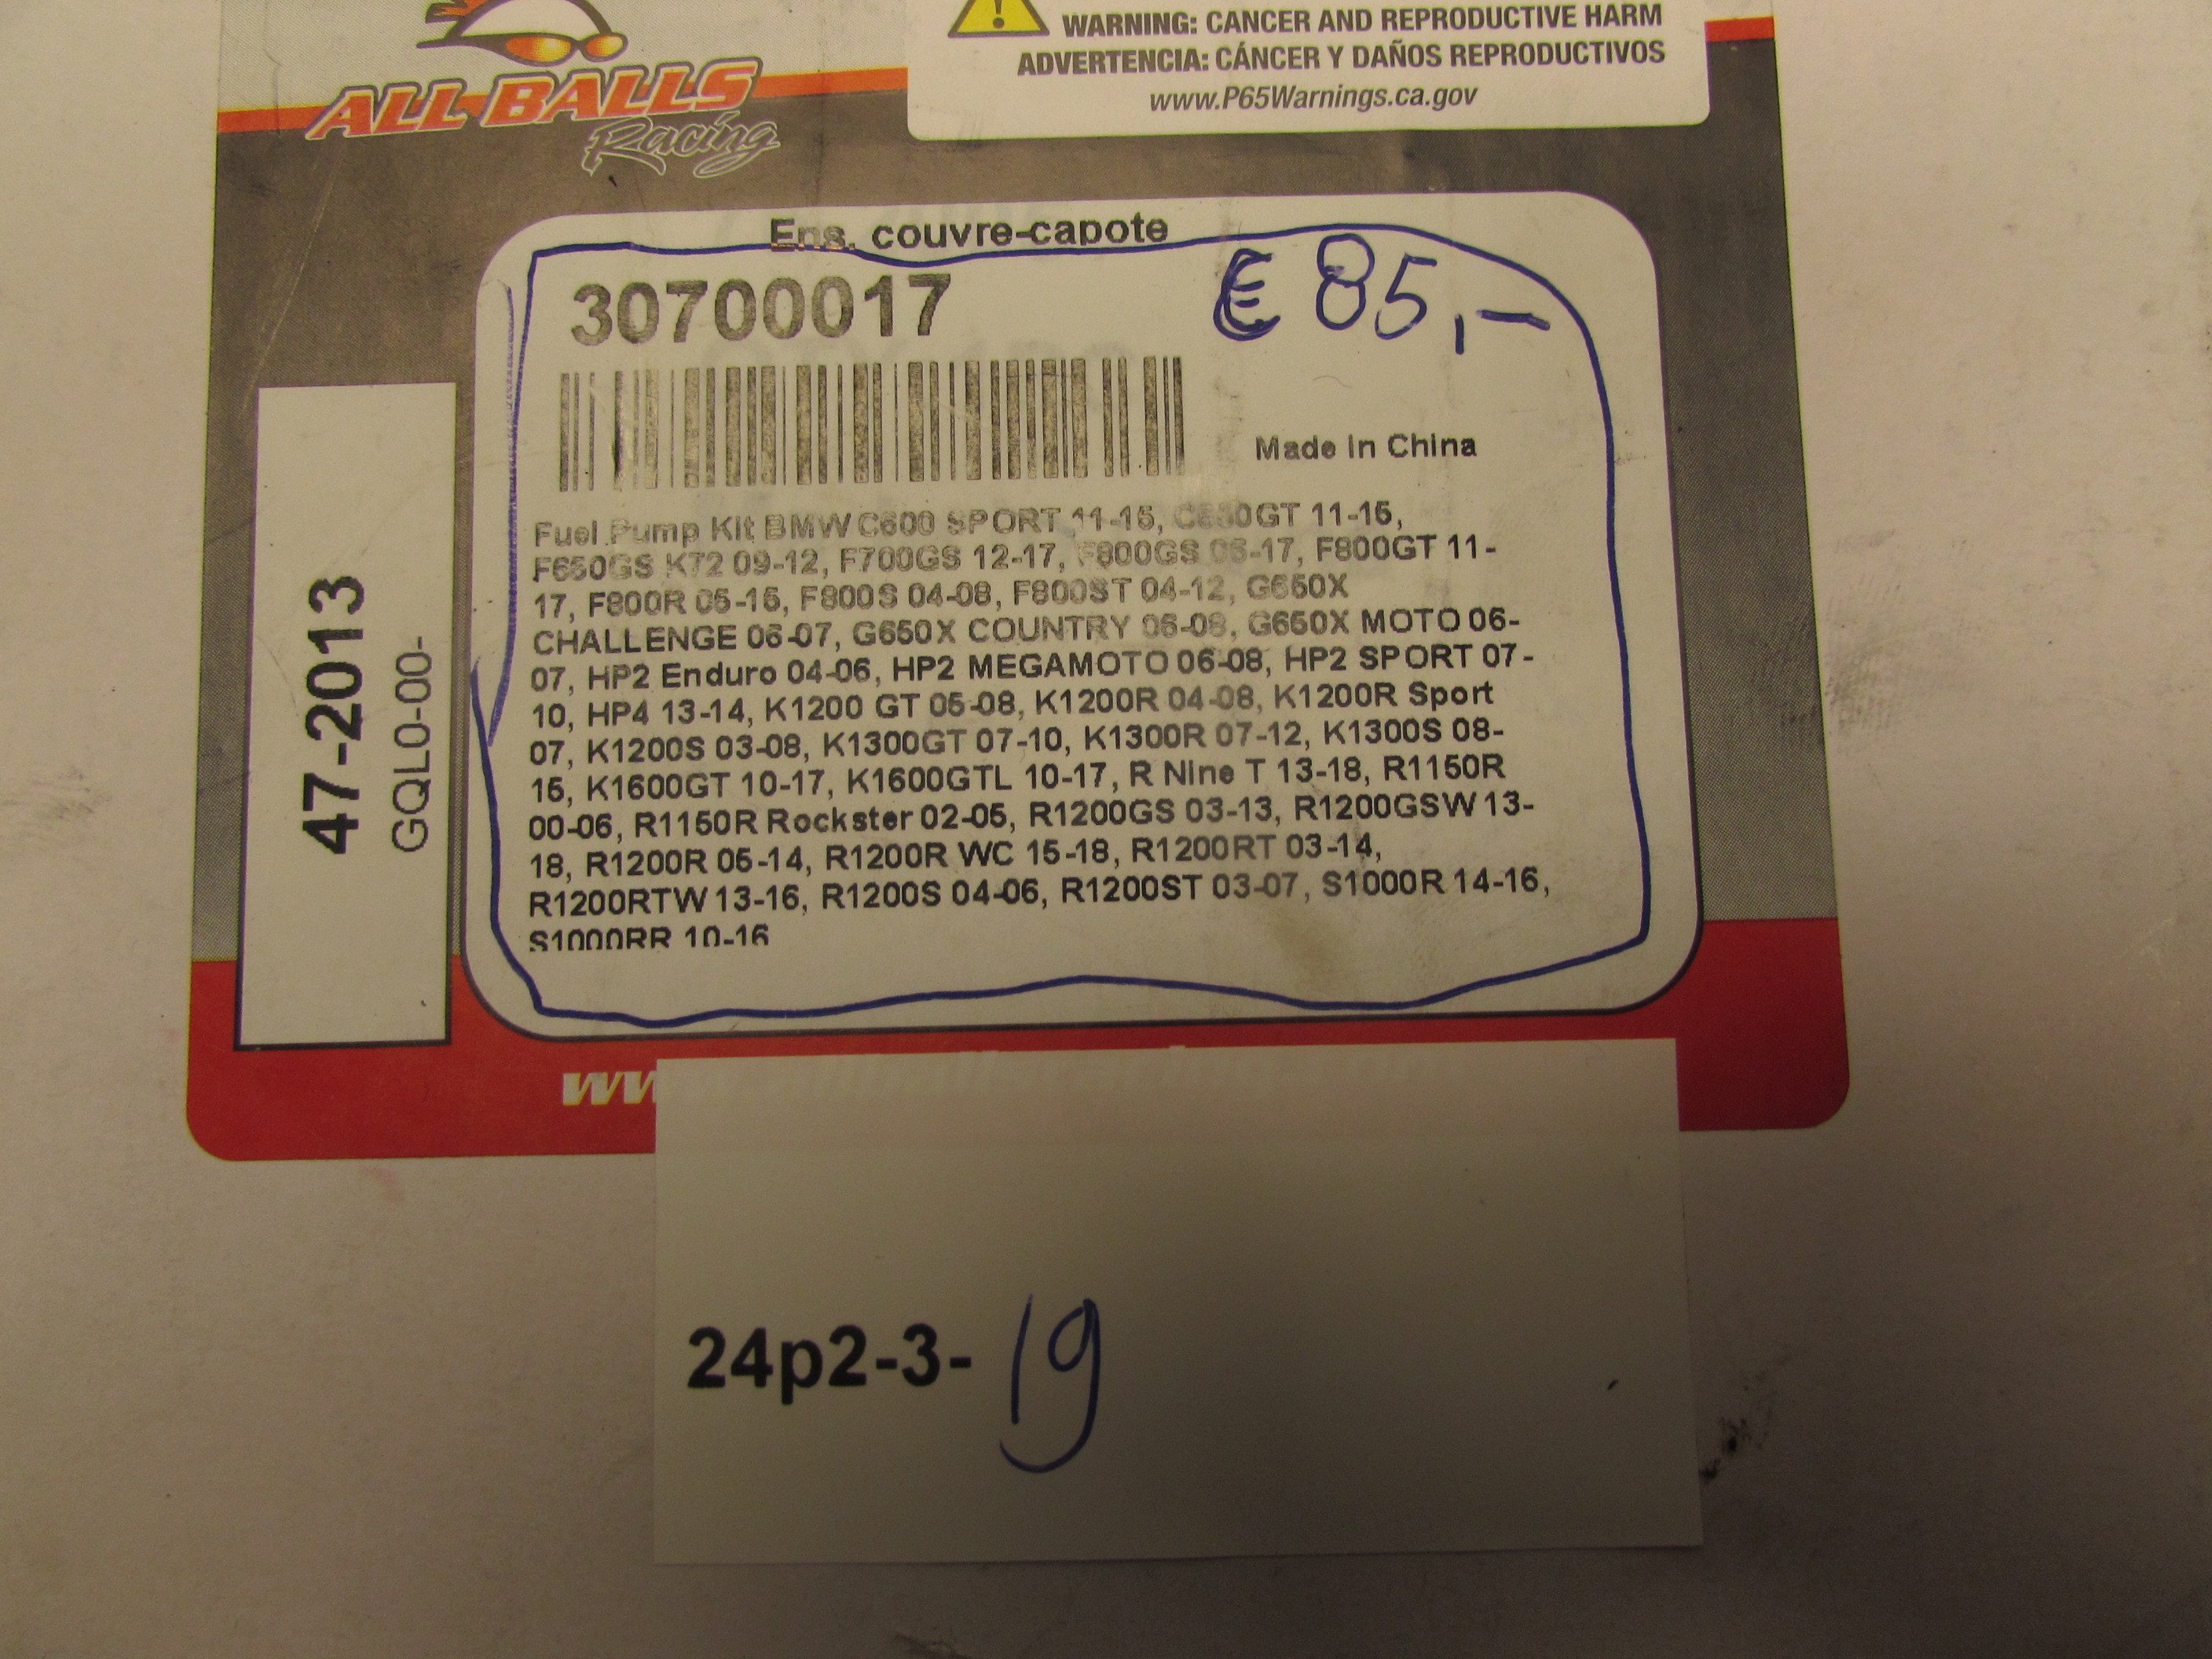 WARNING: CANCER AND REPRODUCTIVE HARM
ADVERTENCIA: CÁNCER Y DAÑOS REPRODUCTIVOS
www.P65Warnings.ca.gov
ALL BALLS
Racing
Ens. couvre-capote
30700017
€ 85,-
Made in China
Fuel Pump Kit BMW C600 SPORT 11-15, C650GT 11-15,
F650GS K72 09-12, F700GS 12-17, F800GS 06-17, F800GT 11-
17, F800R 05-15, F800S 04-08, F800ST 04-12, G650X
CHALLENGE 06-07, G650X COUNTRY 06-08, G650X MOTO 06-
07, HP2 Enduro 04-06, HP2 MEGAMOTO 06-08, HP2 SPORT 07-
10, HP4 13-14, K1200 GT 05-08, K1200R 04-08, K1200R Sport
07, K1200S 03-08, K1300GT 07-10, K1300R 07-12, K1300S 08-
15, K1600GT 10-17, K1600GTL 10-17, R Nine T 13-18, R1150R
00-06, R1150R Rockster 02-05, R1200GS 03-13, R1200GSW 13-
18, R1200R 05-14, R1200R WC 15-18, R1200RT 03-14,
R1200RTW 13-16, R1200S 04-06, R1200ST 03-07, S1000R 14-16,
S1000RR 10-16
47-2013
GQL0-00-
24p2-3-19